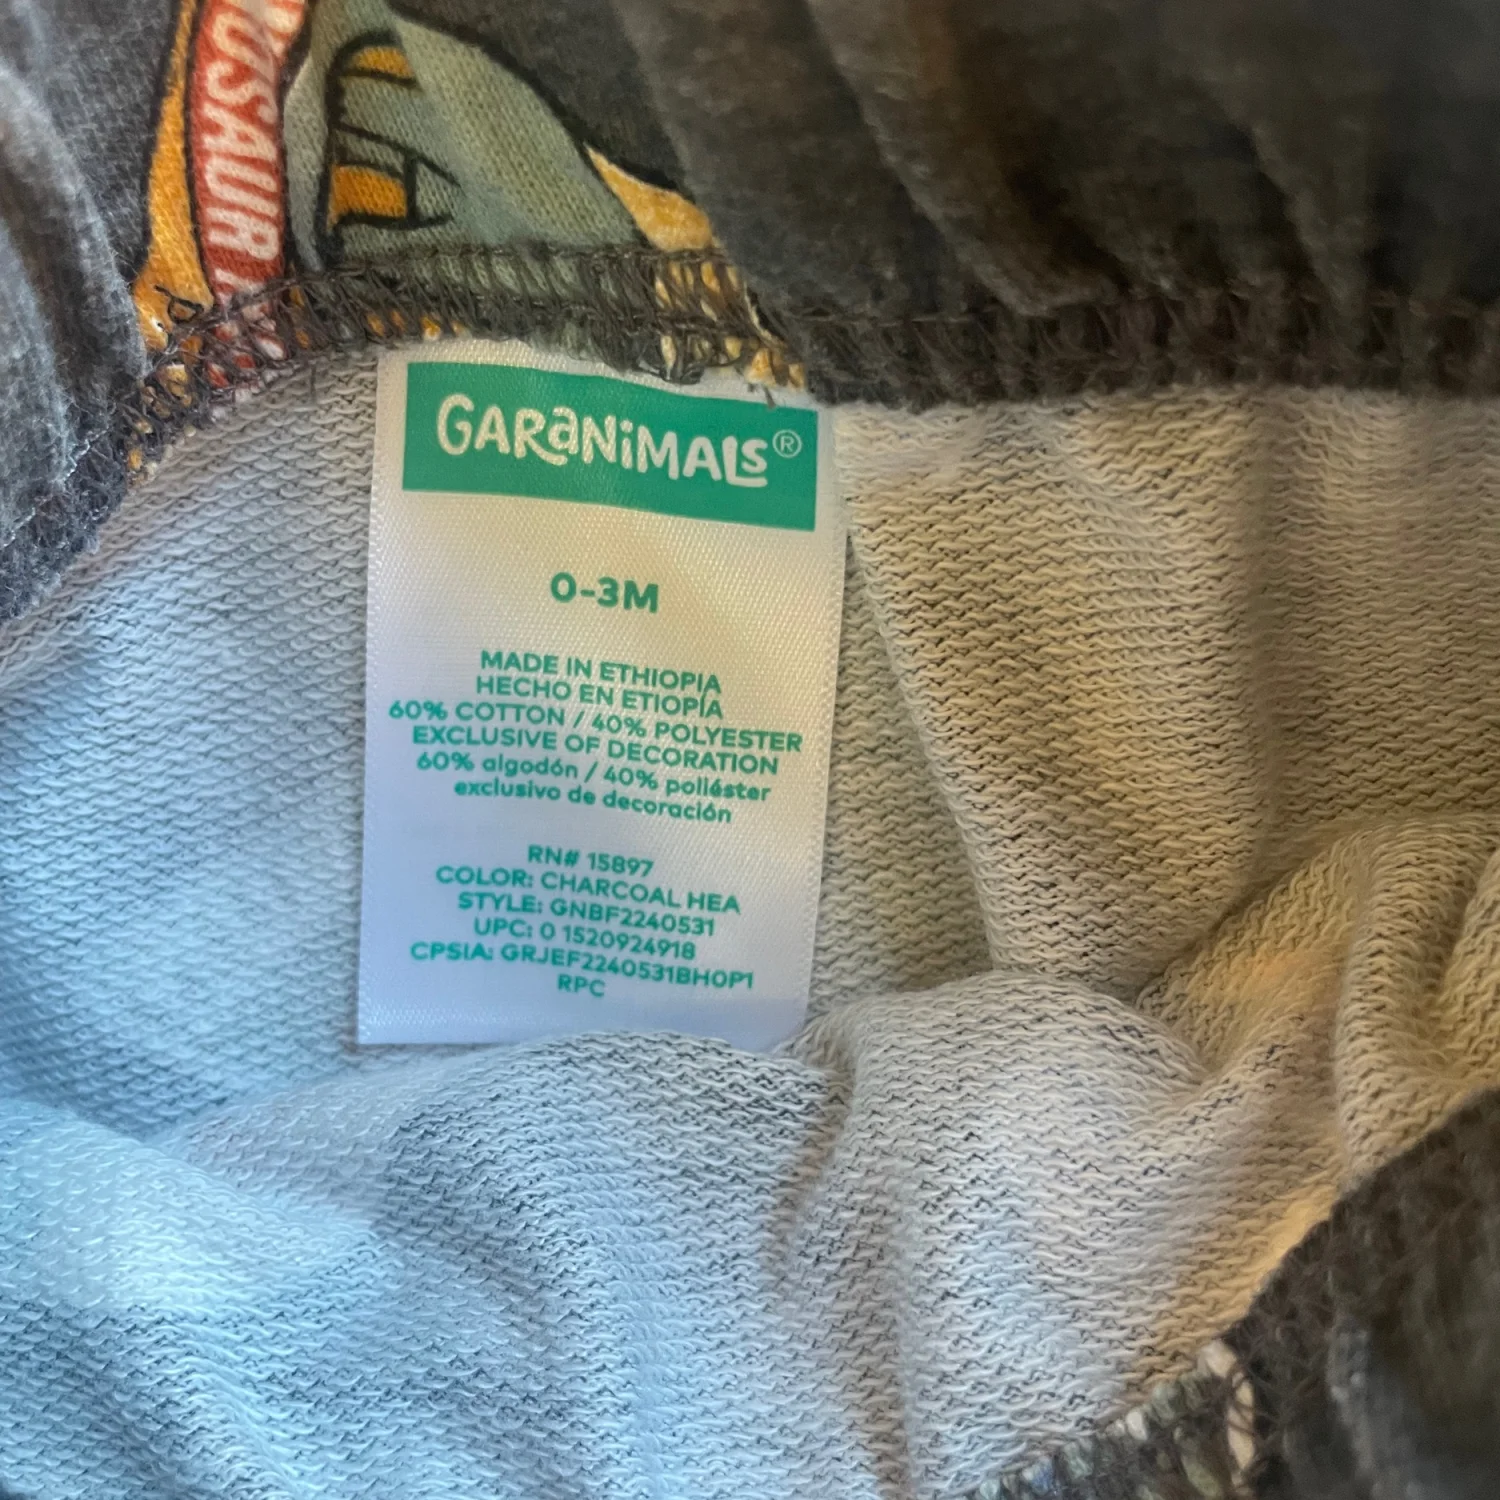 OTSAUR
GARaNiMALS®
0-3M
MADE IN ETHIOPIA
HECHO EN ETIOPÍA
60% COTTON / 40% POLYESTER
EXCLUSIVE OF DECORATION
60% algodón / 40% poliéster
exclusivo de decoración
RN# 15897
COLOR: CHARCOAL HEA
STYLE: GNBF2240531
UPC: 0 1520924918
CPSIA: GRJEF2240531BH0P1
RPC